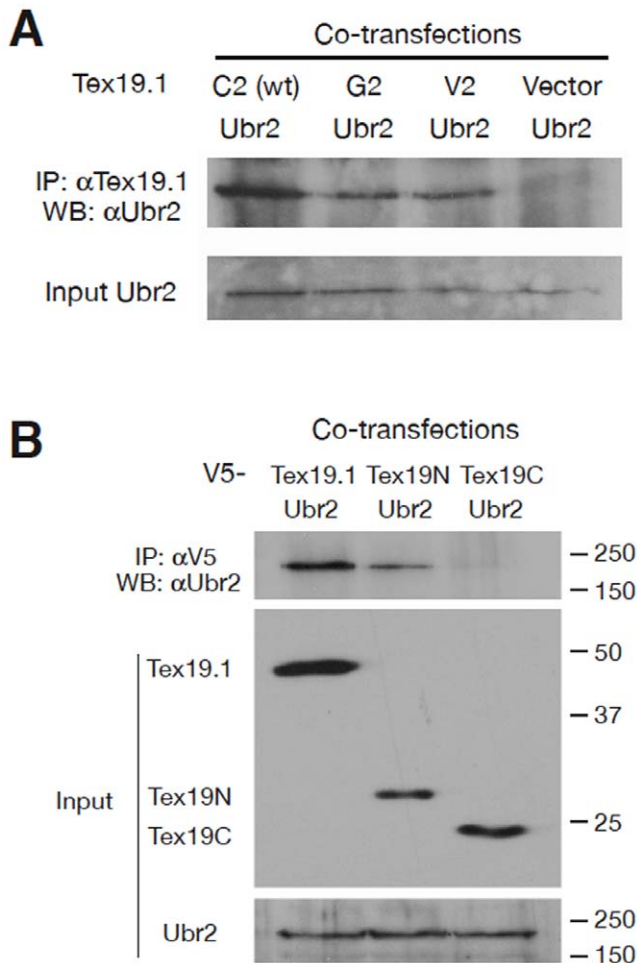 A
Co-transfections
Tex19.1 C2 (wt) G2 V2 Vector
Ubr2 Ubr2 Ubr2 Ubr2
IP: αTex19.1
WB: αUbr2
Input Ubr2
B
Co-transfections
V5- Tex19.1 Tex19N Tex19C
Ubr2 Ubr2 Ubr2
IP: αV5
WB: αUbr2
250
150
Tex19.1
50
37
Input
Tex19N
Tex19C
25
Ubr2
250
150